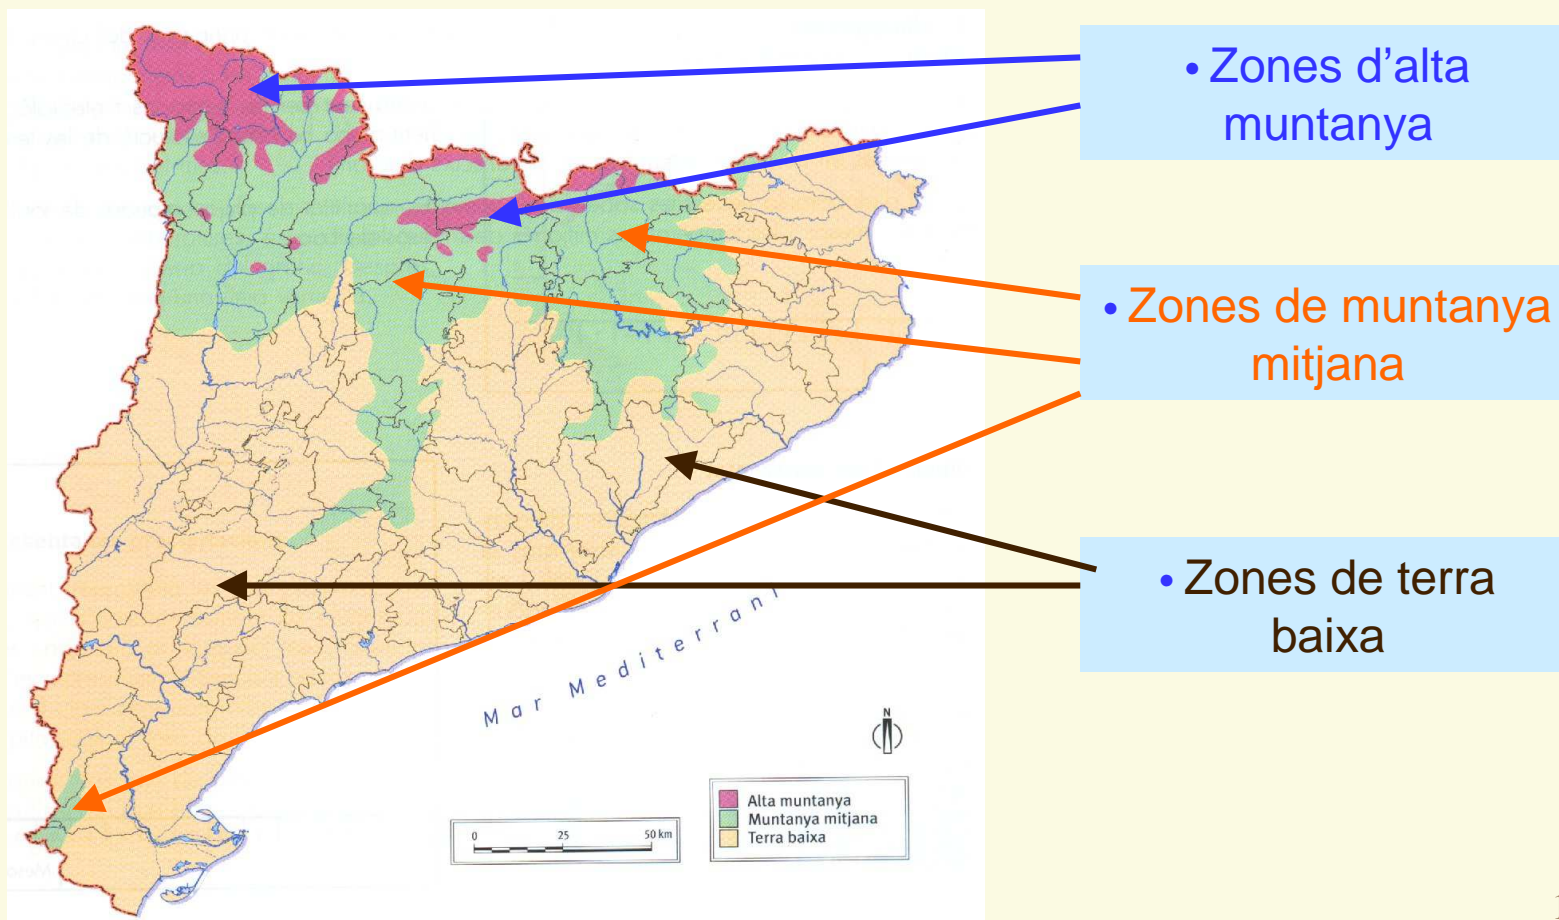 • Zones d’alta
muntanya
• Zones de muntanya
mitjana
• Zones de terra
baixa
Mar Mediterrani
N
Alta muntanya
Muntanya mitjana
Terra baixa
0 25 50 km